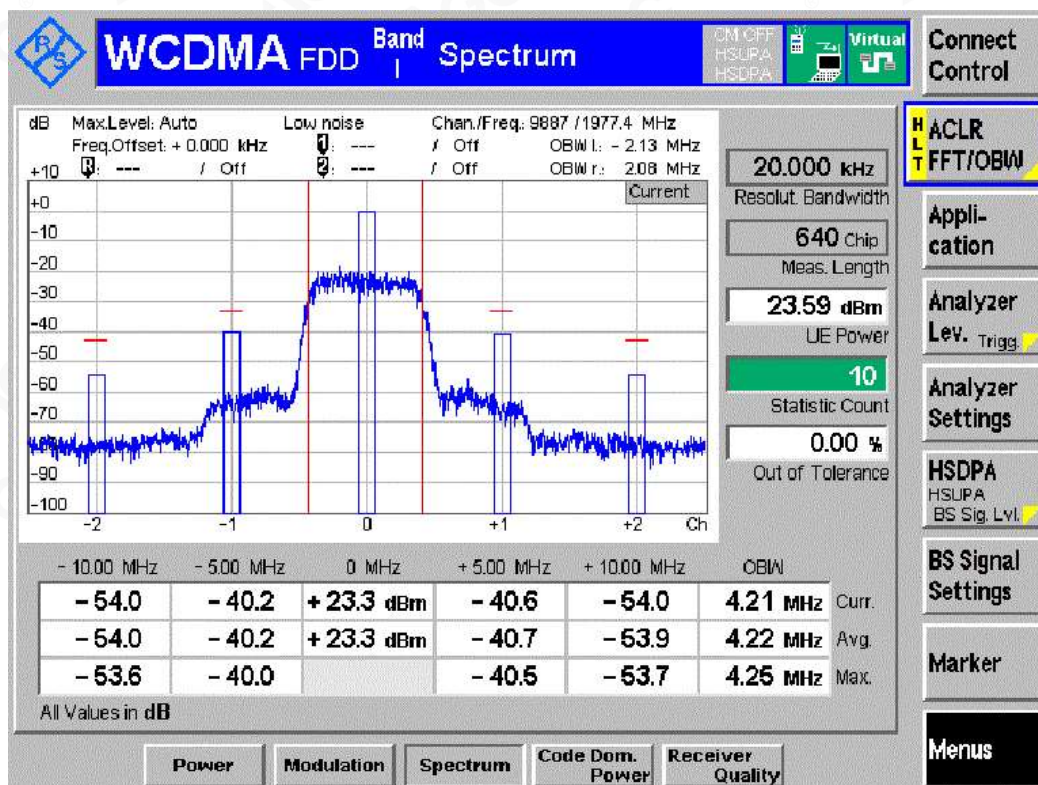 R&S
WCDMA FDD Band I Spectrum
CM OFF
HSUPA
HSDPA
Virtual
Connect Control
dB Max.Level: Auto Low noise Chan./Freq.: 9887 / 1977.4 MHz
Freq.Offset: + 0.000 kHz 1: --- / Off OBW l.: - 2.13 MHz
R: --- / Off 2: --- / Off OBW r.: 2.08 MHz
Current
+10
+0
-10
-20
-30
-40
-50
-60
-70
-90
-100
-2 -1 0 +1 +2 Ch
20.000 kHz
Resolut. Bandwidth
640 Chip
Meas. Length
23.59 dBm
UE Power
10
Statistic Count
0.00 %
Out of Tolerance
- 10.00 MHz - 5.00 MHz 0 MHz + 5.00 MHz + 10.00 MHz OBW
- 54.0 - 40.2 + 23.3 dBm - 40.6 - 54.0 4.21 MHz Curr.
- 54.0 - 40.2 + 23.3 dBm - 40.7 - 53.9 4.22 MHz Avg.
- 53.6 - 40.0 - 40.5 - 53.7 4.25 MHz Max.
All Values in dB
HLT
ACLR
FFT/OBW
Appli-
cation
Analyzer
Lev. Trigg.
Analyzer
Settings
HSDPA
HSUPA
BS Sig. Lvl.
BS Signal
Settings
Marker
Menus
Power
Modulation
Spectrum
Code Dom.
Power
Receiver
Quality